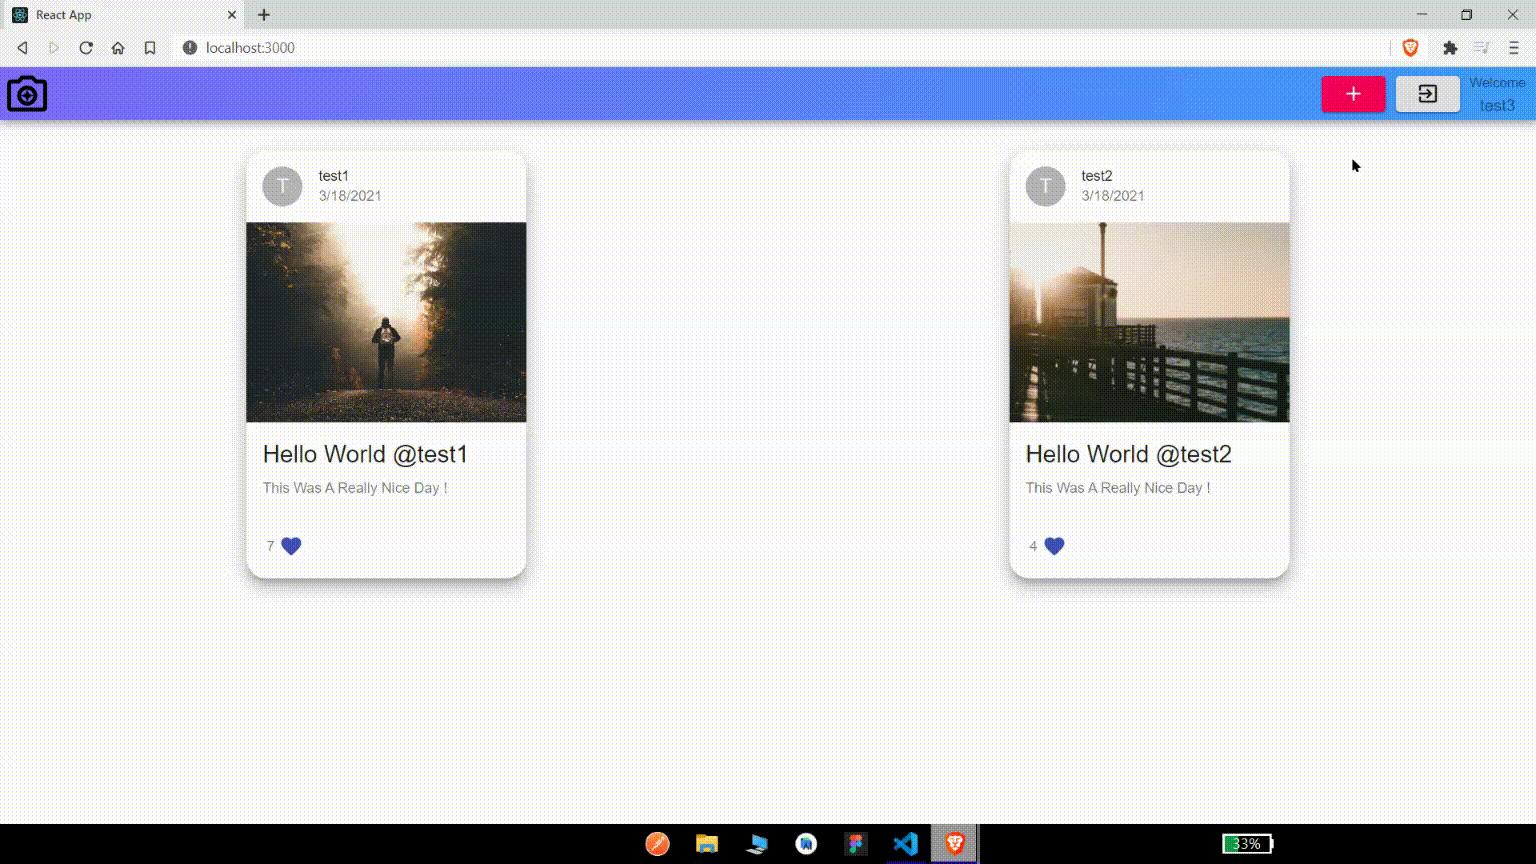 React App
localhost:3000
Welcome
test3
T
test1
3/18/2021
Hello World @test1
This Was A Really Nice Day !
7
T
test2
3/18/2021
Hello World @test2
This Was A Really Nice Day !
4
33%